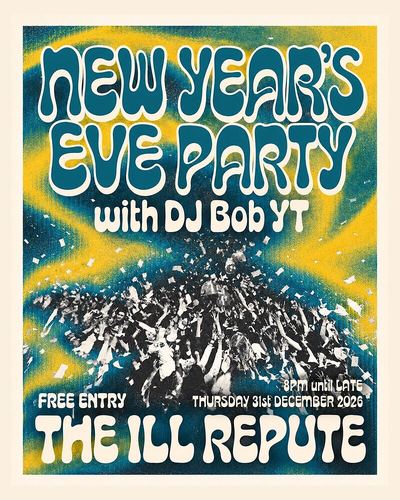 NEW YEAR'S
EVE PARTY
with DJ Bob YT
8PM until LATE
FREE ENTRY THURSDAY 31st DECEMBER 2026
THE ILL REPUTE